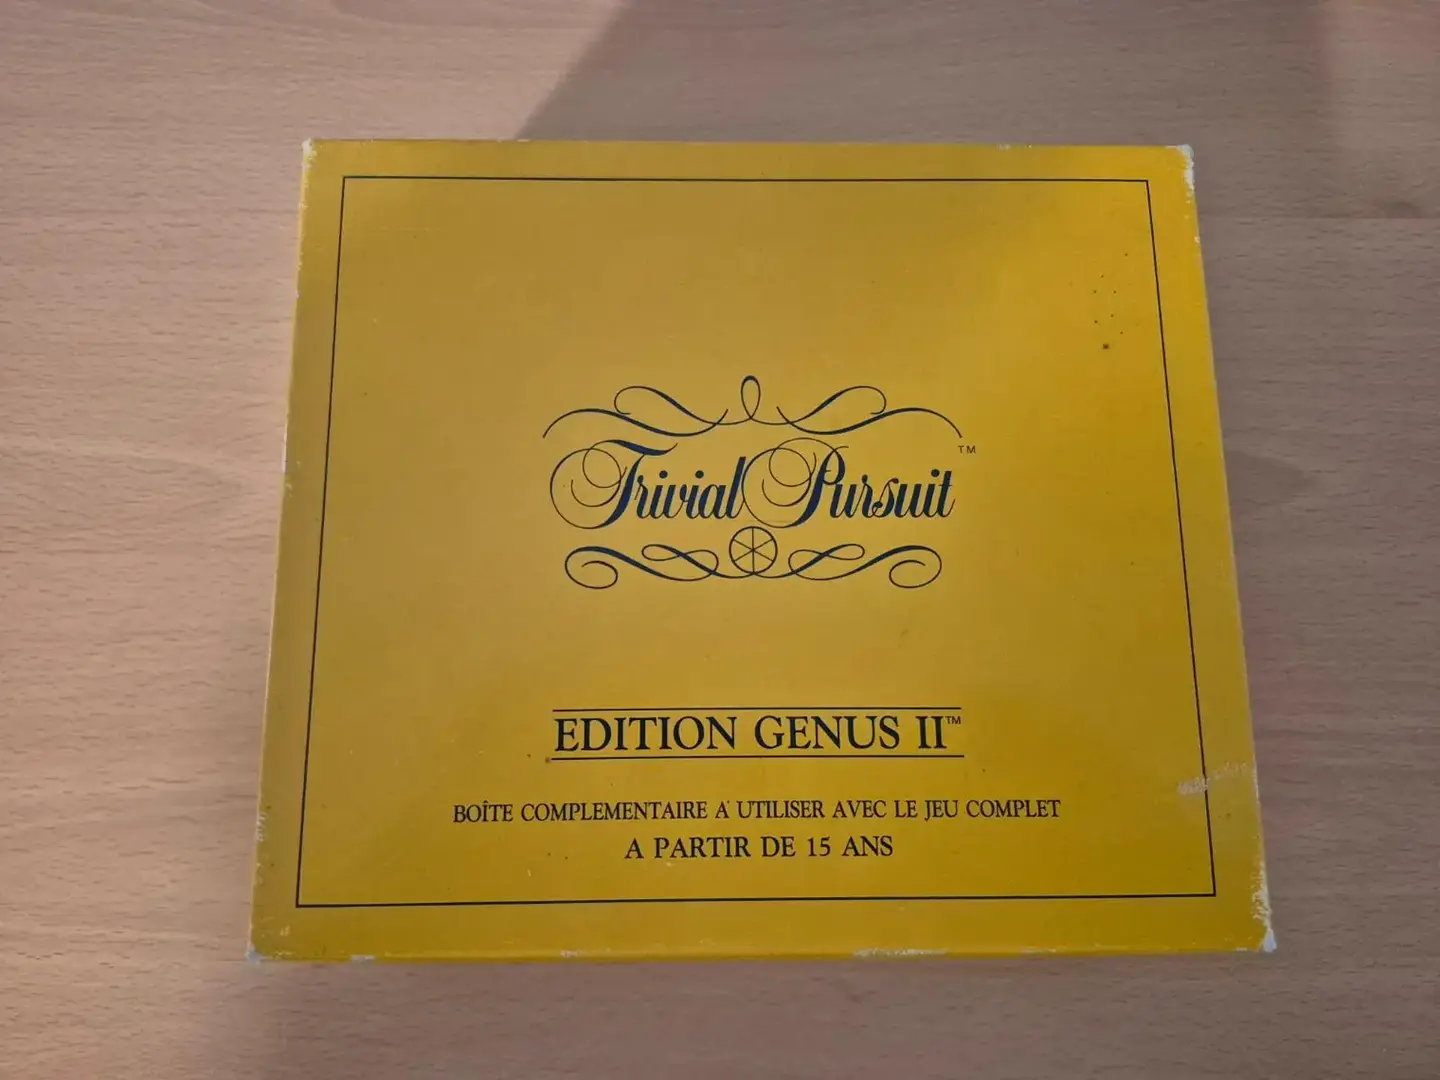 Trivial Pursuit™
EDITION GENUS II™
BOÎTE COMPLEMENTAIRE A' UTILISER AVEC LE JEU COMPLET
A PARTIR DE 15 ANS